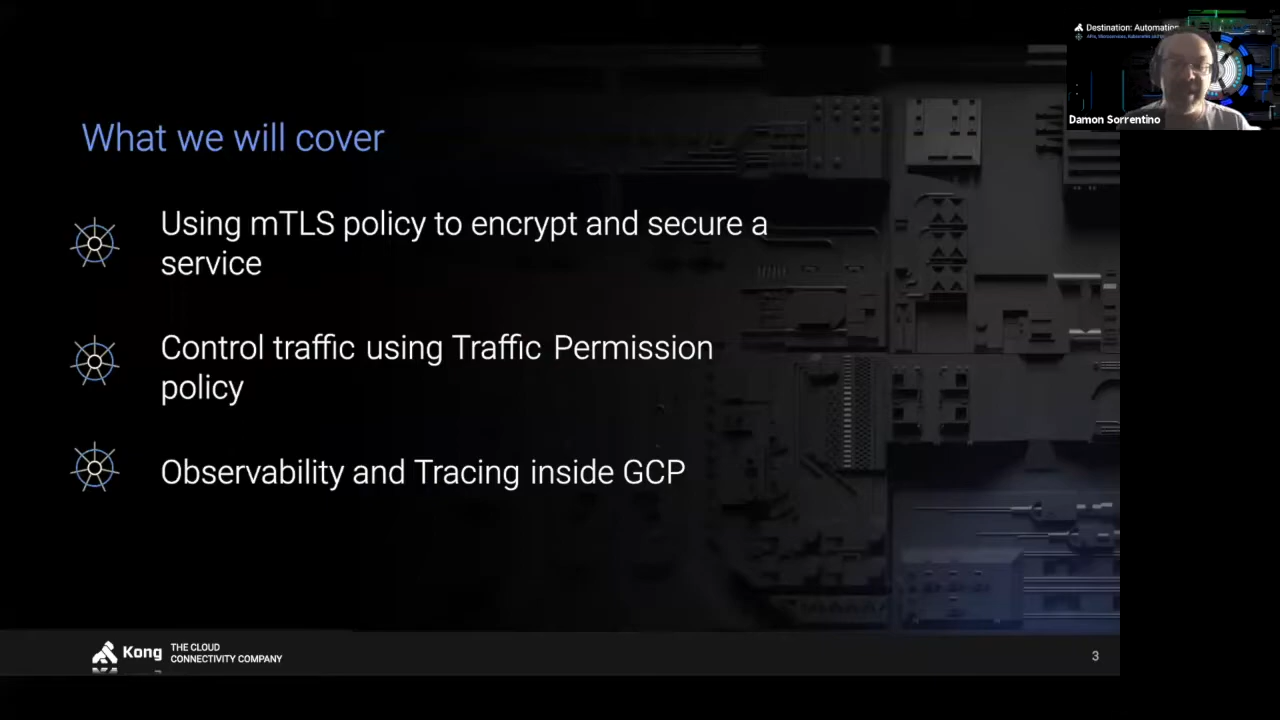 Destination: Automation
Damon Sorrentino
What we will cover
Using mTLS policy to encrypt and secure a
service
Control traffic using Traffic Permission
policy
Observability and Tracing inside GCP
Kong
THE CLOUD
CONNECTIVITY COMPANY
3